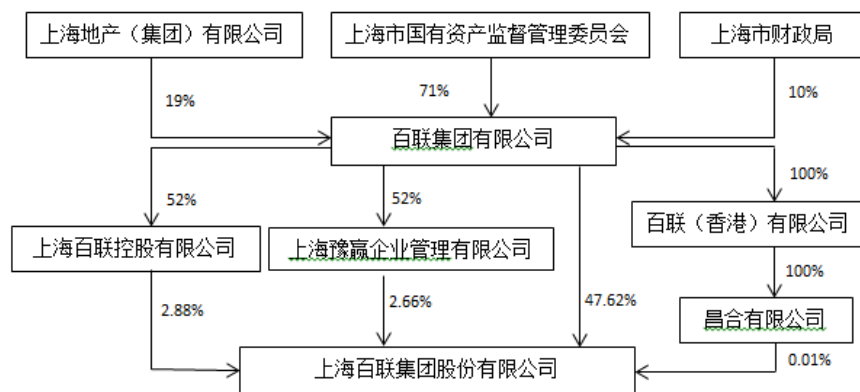 上海地产（集团）有限公司
上海市国有资产监督管理委员会
上海市财政局
19%
71%
10%
百联集团有限公司
52%
52%
100%
上海百联控股有限公司
上海豫赢企业管理有限公司
百联（香港）有限公司
2.88%
2.66%
47.62%
100%
昌合有限公司
上海百联集团股份有限公司
0.01%